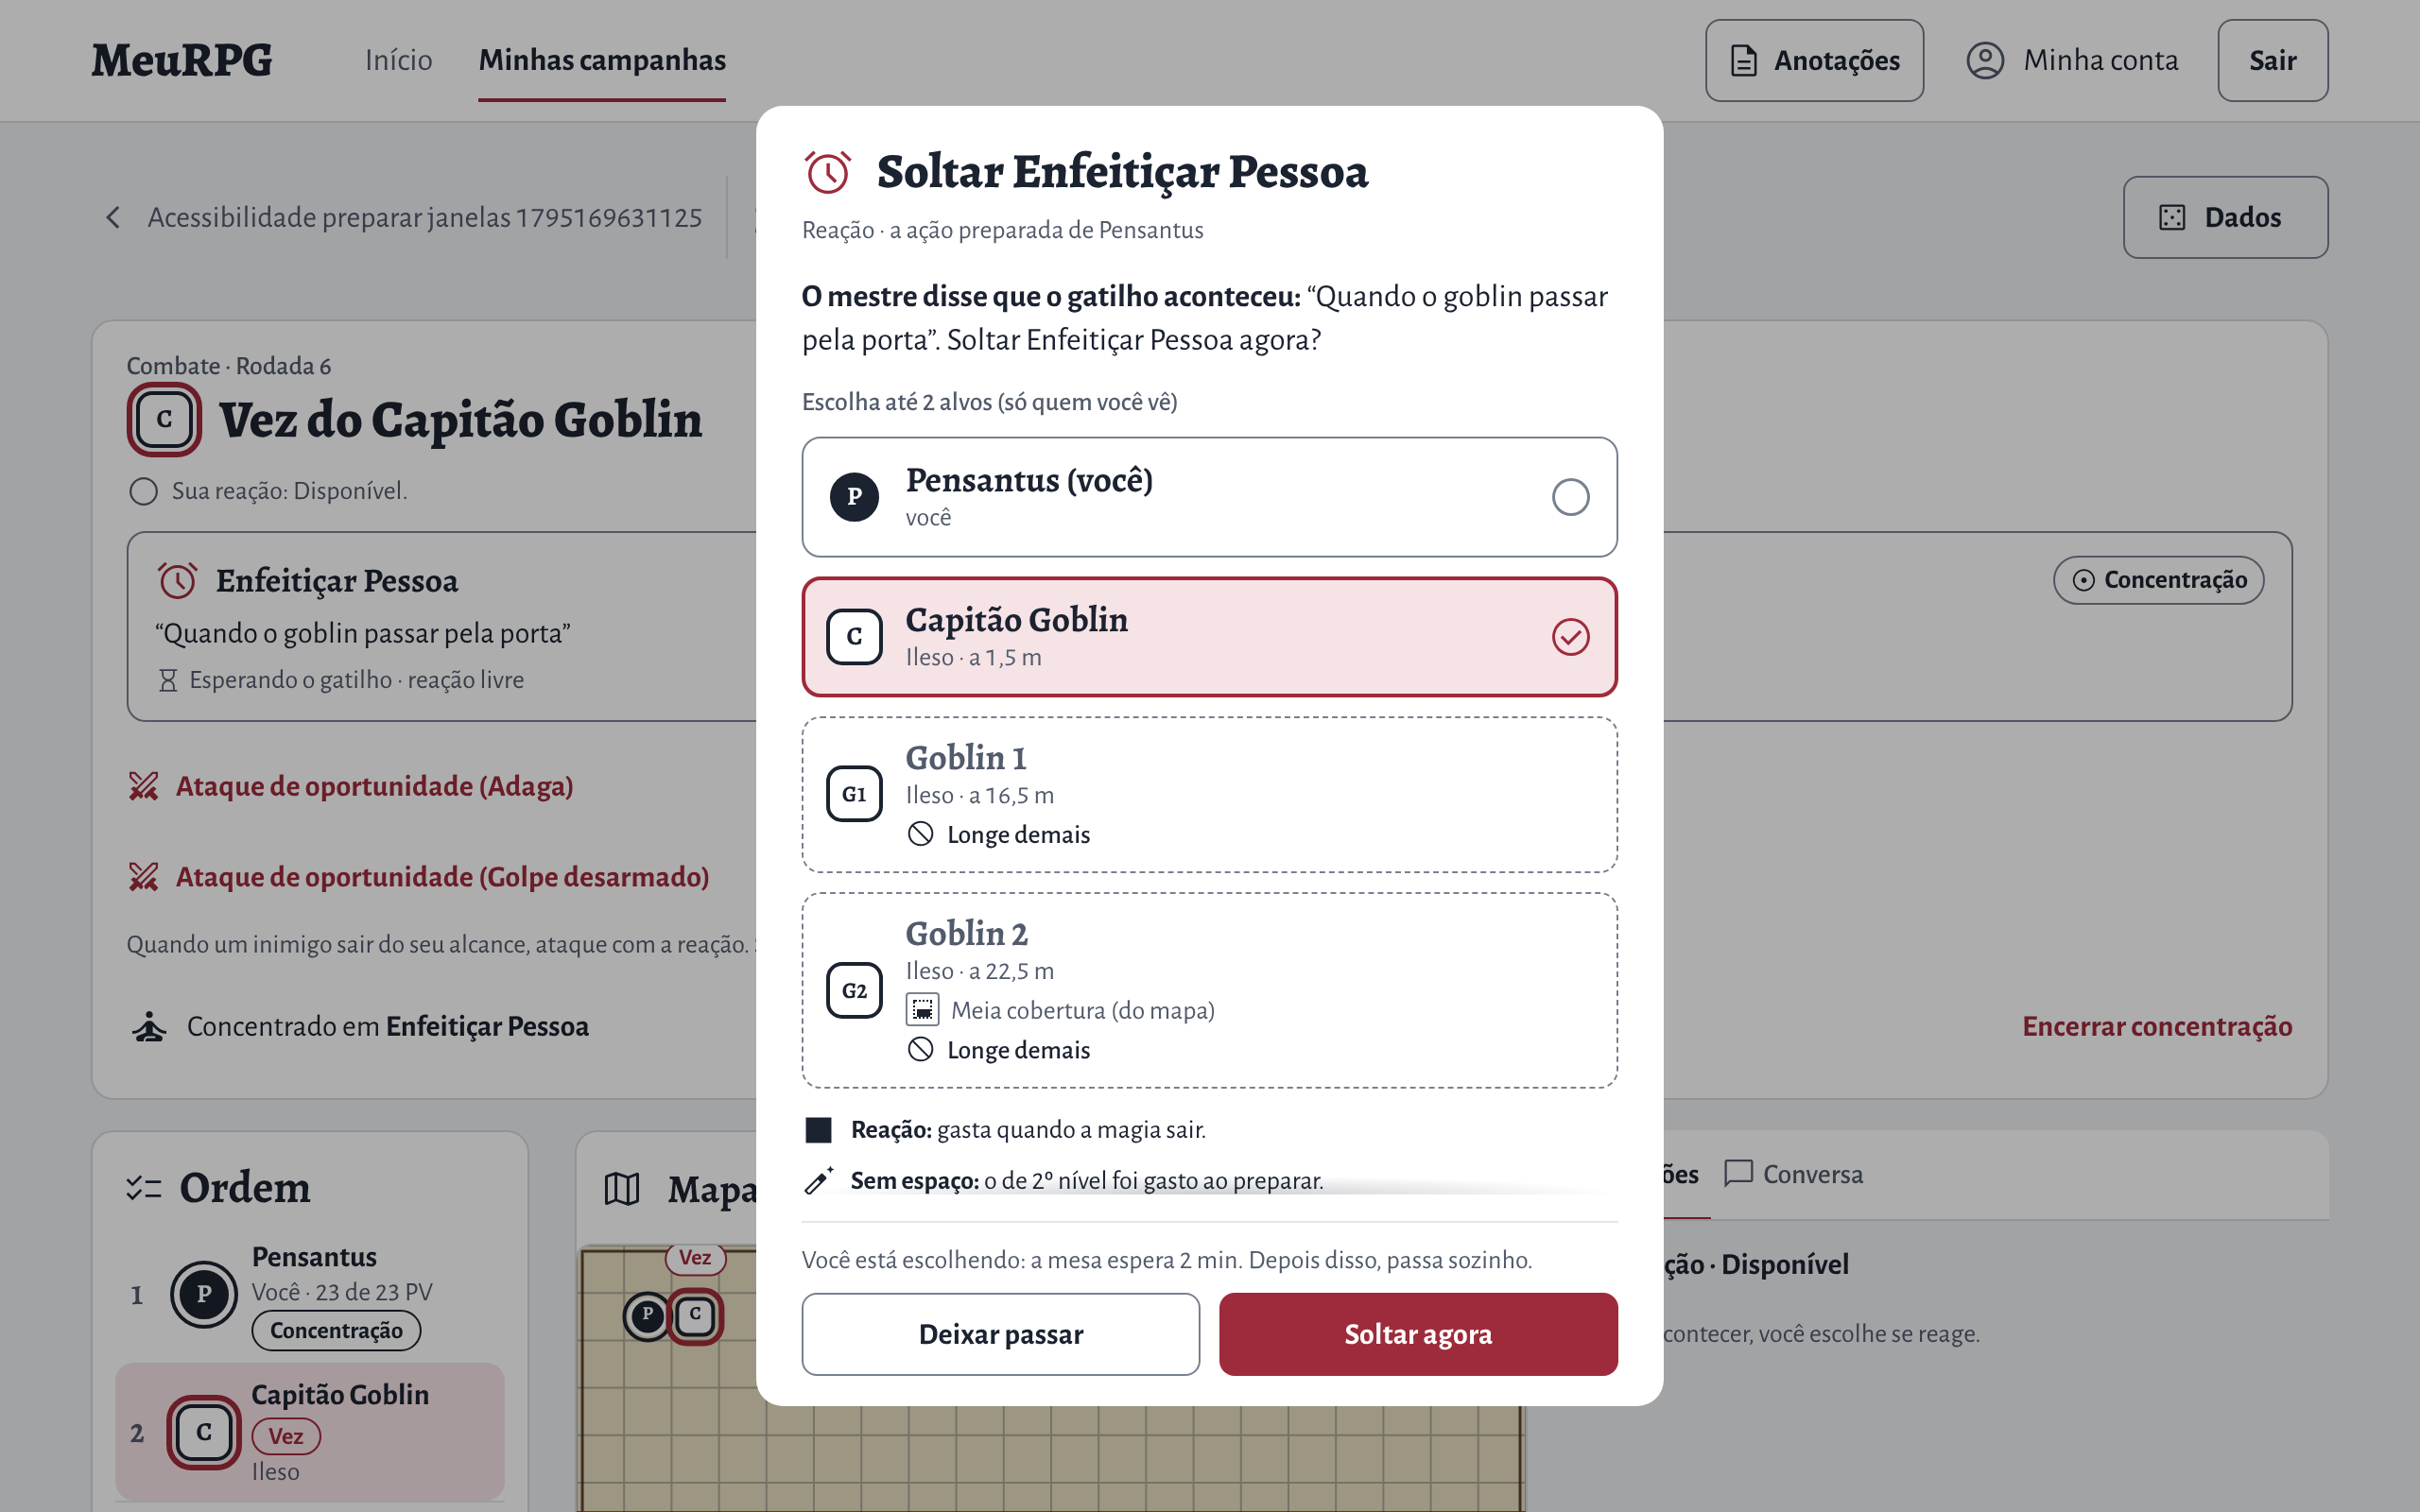 MeuRPG
Início
Minhas campanhas
Anotações
Minha conta
Sair
Acessibilidade preparar janelas 1795169631125
Dados
Combate · Rodada 6
C
Vez do Capitão Goblin
Sua reação: Disponível.
Enfeitiçar Pessoa
Concentração
“Quando o goblin passar pela porta”
Esperando o gatilho · reação livre
Ataque de oportunidade (Adaga)
Ataque de oportunidade (Golpe desarmado)
Quando um inimigo sair do seu alcance, ataque com a reação.
Concentrado em Enfeitiçar Pessoa
Encerrar concentração
Ordem
1
P
Pensantus
Você · 23 de 23 PV
Concentração
2
C
Capitão Goblin
Vez
Ileso
Mapa
Vez
P
C
Conversa
Disponível
você escolhe se reage.
Soltar Enfeitiçar Pessoa
Reação · a ação preparada de Pensantus
O mestre disse que o gatilho aconteceu: “Quando o goblin passar
pela porta”. Soltar Enfeitiçar Pessoa agora?
Escolha até 2 alvos (só quem você vê)
P
Pensantus (você)
você
C
Capitão Goblin
Ileso · a 1,5 m
G1
Goblin 1
Ileso · a 16,5 m
Longe demais
G2
Goblin 2
Ileso · a 22,5 m
Meia cobertura (do mapa)
Longe demais
Reação: gasta quando a magia sair.
Sem espaço: o de 2º nível foi gasto ao preparar.
Você está escolhendo: a mesa espera 2 min. Depois disso, passa sozinho.
Deixar passar
Soltar agora